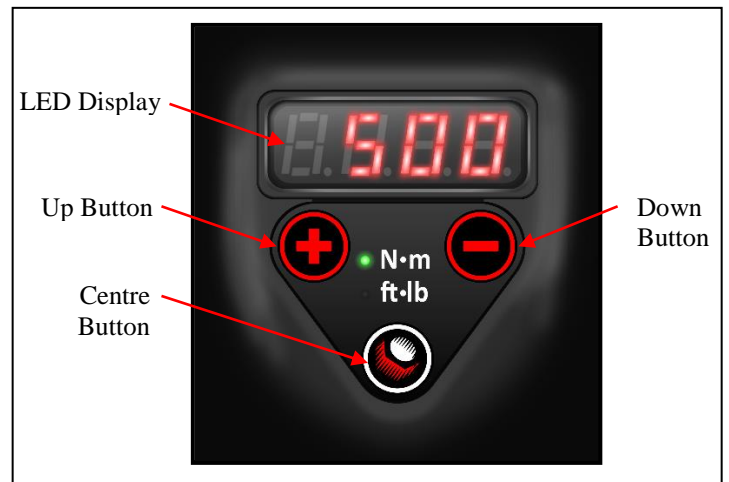 LED Display
500
Up Button
Down
Button
N•m
ft•lb
Centre
Button